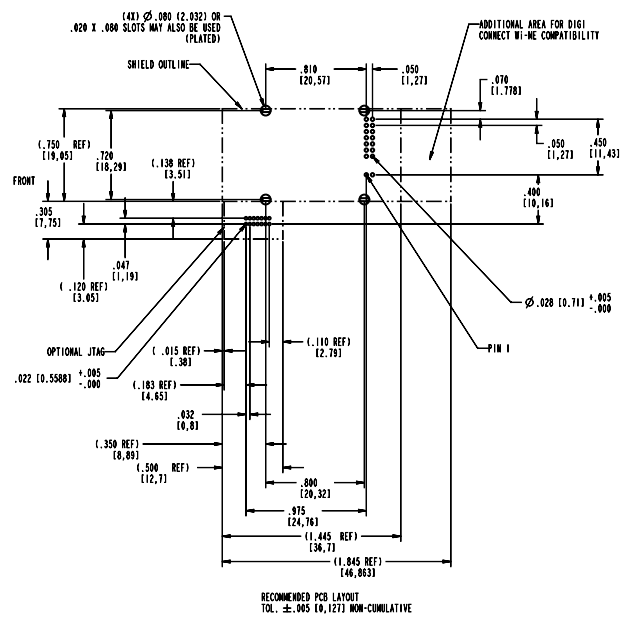 (4X) Ø.080 (2.032) OR
.020 X .080 SLOTS MAY ALSO BE USED
(PLATED)
ADDITIONAL AREA FOR DIGI
CONNECT Wi-ME COMPATIBILITY
SHIELD OUTLINE
.810
[20,57]
.050
[1,27]
.070
[1.778]
(.750 REF)
[19,05]
.720
[18,29]
(.138 REF)
[3.51]
.050
[1,27]
.450
[11,43]
FRONT
.400
[10,16]
.305
[7,75]
.047
[1,19]
(.120 REF)
[3.05]
Ø.028 [0.71] +.005
-.000
(.110 REF)
[2.79]
PIN 1
OPTIONAL JTAG
(.015 REF)
[.38]
.022 [0.5588] +.005
-.000
(.183 REF)
[4.65]
.032
[0,8]
(.350 REF)
[8,89]
(.500 REF)
[12,7]
.800
[20,32]
.975
[24,76]
(1.445 REF)
[36,7]
(1.845 REF)
[46,863]
RECOMMENDED PCB LAYOUT
TOL. ±.005 [0,127] NON-CUMULATIVE